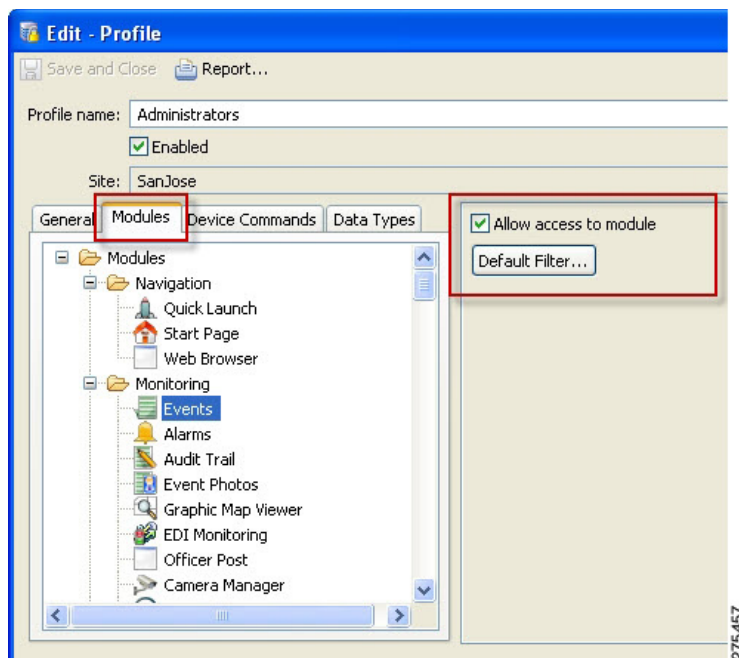 Edit - Profile
Save and Close Report...
Profile name: Administrators
Enabled
Site: SanJose
General Modules Device Commands Data Types
Allow access to module
Default Filter...
Modules
Navigation
Quick Launch
Start Page
Web Browser
Monitoring
Events
Alarms
Audit Trail
Event Photos
Graphic Map Viewer
EDI Monitoring
Officer Post
Camera Manager
275457